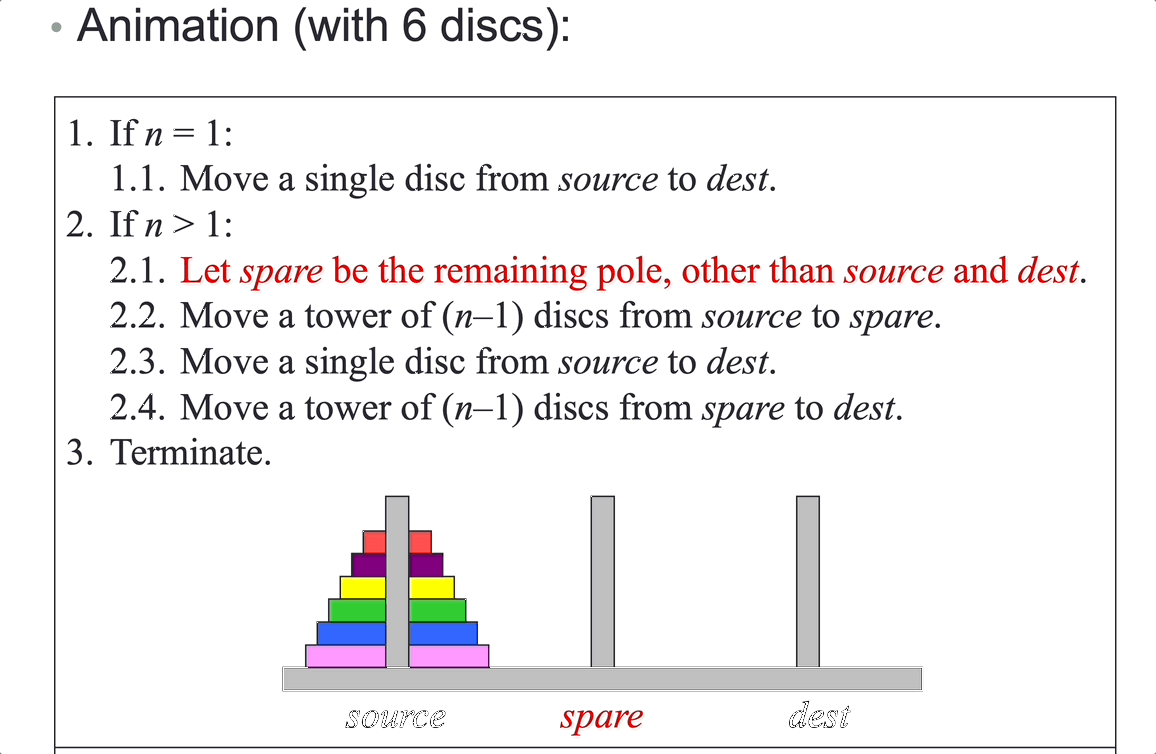 • Animation (with 6 discs):
1. If n = 1:
1.1. Move a single disc from source to dest.
2. If n > 1:
2.1. Let spare be the remaining pole, other than source and dest.
2.2. Move a tower of (n–1) discs from source to spare.
2.3. Move a single disc from source to dest.
2.4. Move a tower of (n–1) discs from spare to dest.
3. Terminate.
source spare dest